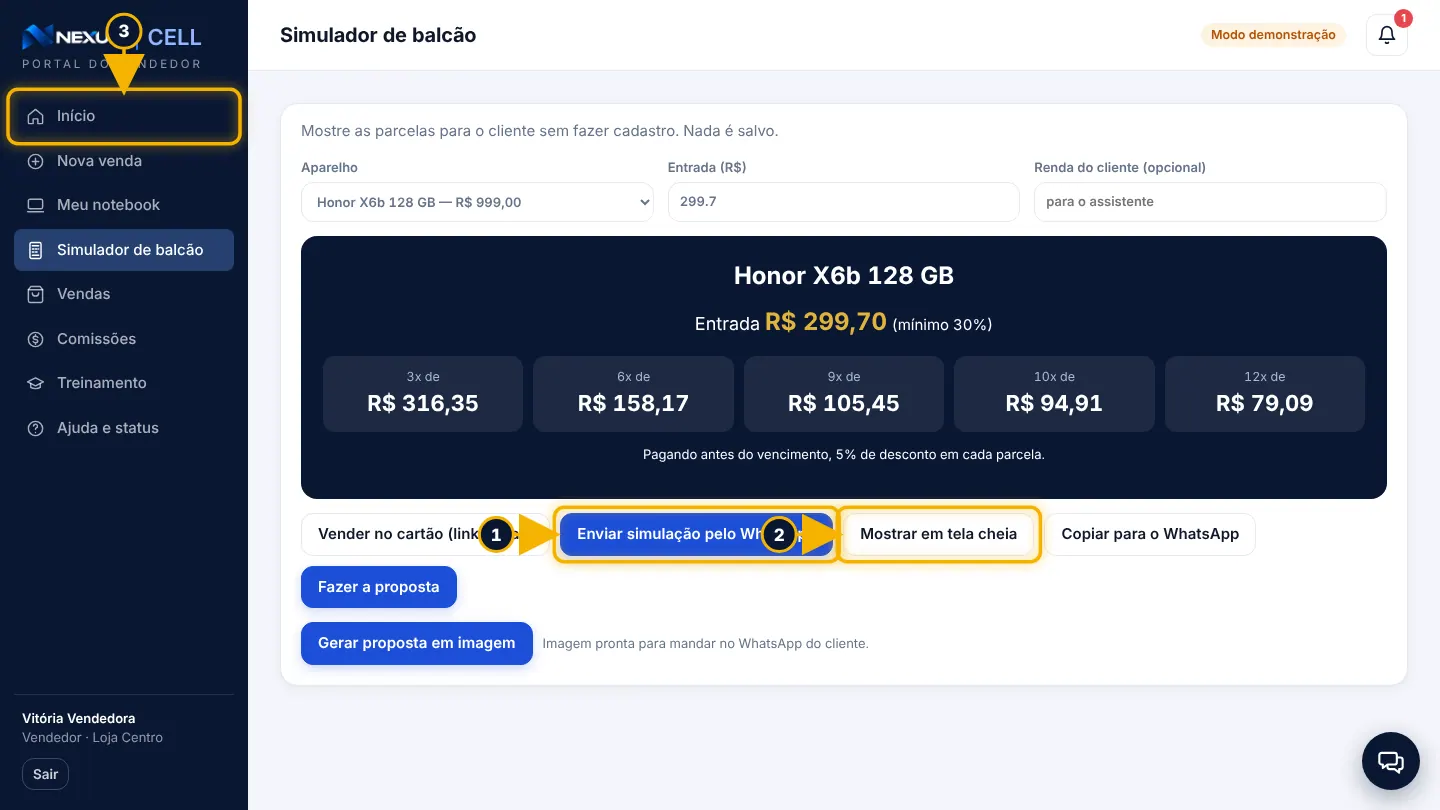 3
CELL
PORTAL DO
Início
Nova venda
Meu notebook
Simulador de balcão
Vendas
Comissões
Treinamento
Ajuda e status
Vitória Vendedora
Vendedor · Loja Centro
Sair
Simulador de balcão
Modo demonstração
1
Mostre as parcelas para o cliente sem fazer cadastro. Nada é salvo.
Aparelho
Entrada (R$)
Renda do cliente (opcional)
Honor X6b 128 GB — R$ 999,00
299.7
para o assistente
Honor X6b 128 GB
Entrada R$ 299,70 (mínimo 30%)
3x de
R$ 316,35
6x de
R$ 158,17
9x de
R$ 105,45
10x de
R$ 94,91
12x de
R$ 79,09
Pagando antes do vencimento, 5% de desconto em cada parcela.
Vender no cartão (link
1
Enviar simulação pelo
2
Mostrar em tela cheia
Copiar para o WhatsApp
Fazer a proposta
Gerar proposta em imagem
Imagem pronta para mandar no WhatsApp do cliente.